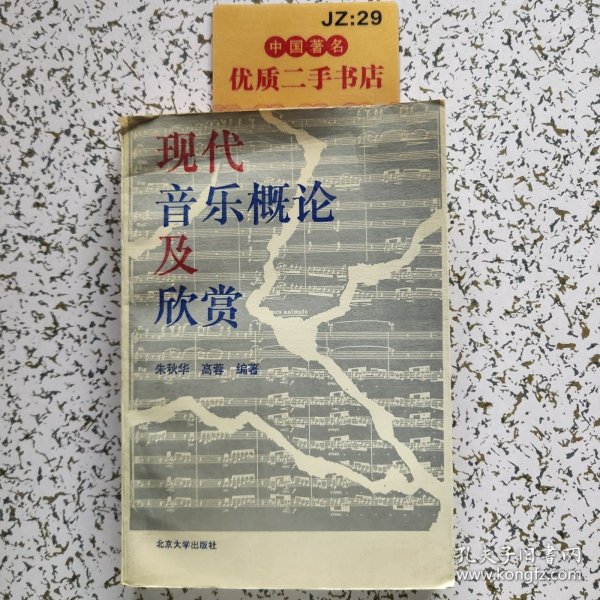 JZ:29
中国著名
优质二手书店
现代
音乐概论
及
欣赏
朱秋华 高蓉 编著
北京大学出版社
孔夫子旧书网
www.kongfz.com